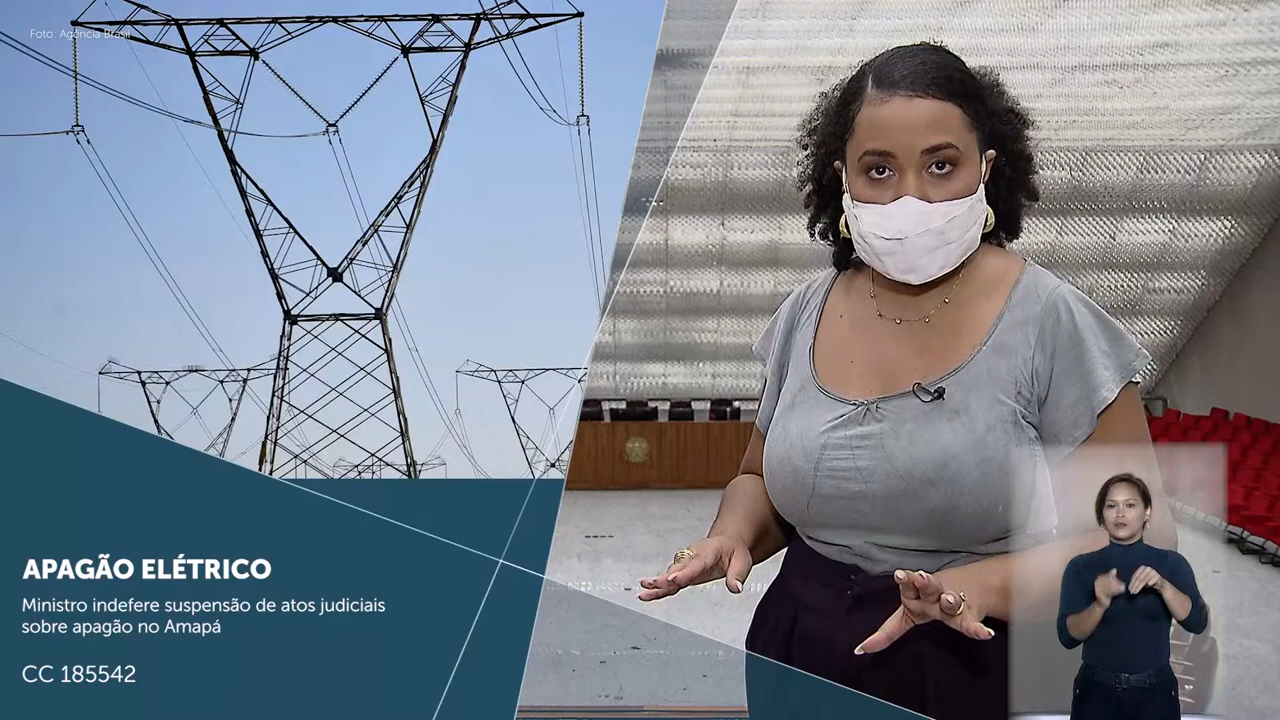 Foto: Agência Brasil
APAGÃO ELÉTRICO
Ministro indefere suspensão de atos judiciais
sobre apagão no Amapá
CC 185542